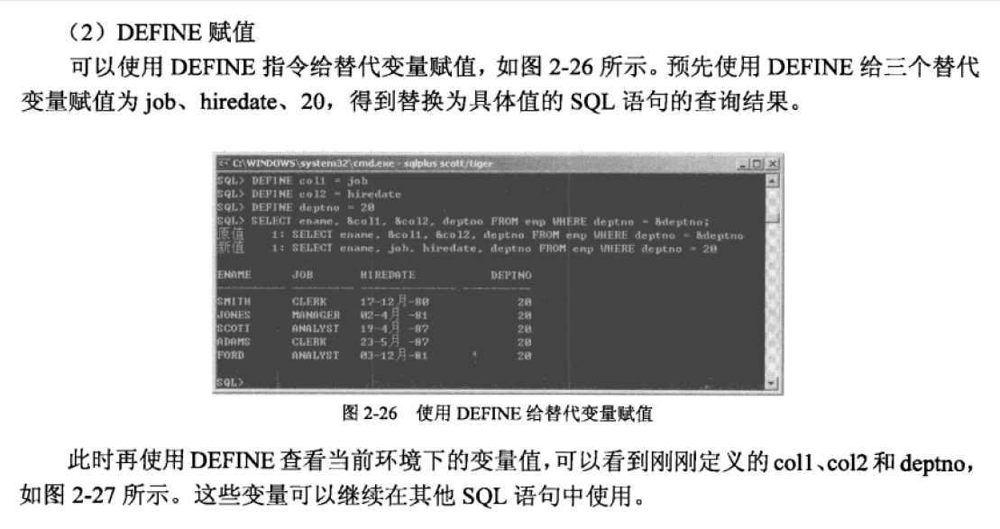 （2）DEFINE 赋值
可以使用 DEFINE 指令给替代变量赋值，如图 2-26 所示。预先使用 DEFINE 给三个替代
变量赋值为 job、hiredate、20，得到替换为具体值的 SQL 语句的查询结果。
C:\WINDOWS\system32\cmd.exe - sqlplus scott/tiger
SQL> DEFINE col1 = job
SQL> DEFINE col2 = hiredate
SQL> DEFINE deptno = 20
SQL> SELECT ename, &col1, &col2, deptno FROM emp WHERE deptno = &deptno;
原值    1: SELECT ename, &col1, &col2, deptno FROM emp WHERE deptno = &deptno
新值    1: SELECT ename, job, hiredate, deptno FROM emp WHERE deptno = 20
ENAME JOB HIREDATE DEPTNO
SMITH CLERK 17-12月-80 20
JONES MANAGER 02-4月 -81 20
SCOTT ANALYST 19-4月 -87 20
ADAMS CLERK 23-5月 -87 20
FORD ANALYST 03-12月-81 20
SQL>
图 2-26 使用 DEFINE 给替代变量赋值
此时再使用 DEFINE 查看当前环境下的变量值，可以看到刚刚定义的 col1、col2 和 deptno，
如图 2-27 所示。这些变量可以继续在其他 SQL 语句中使用。